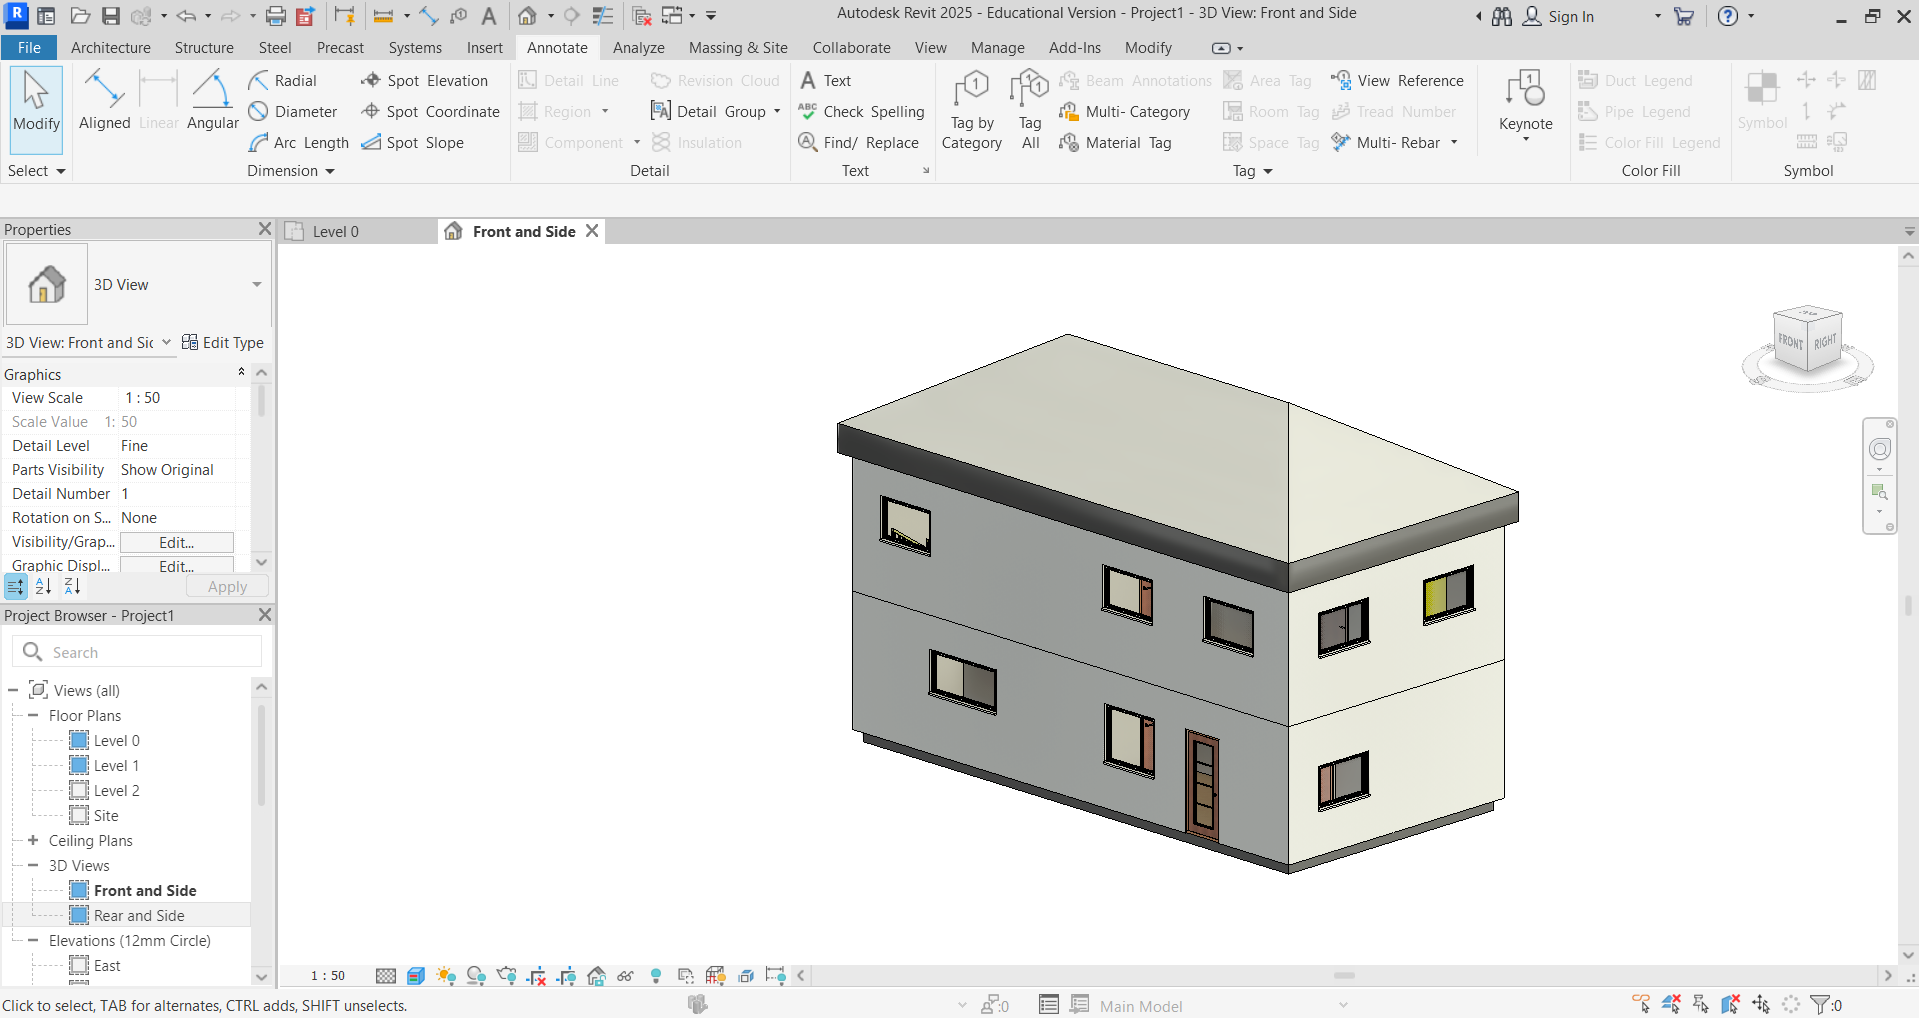 Autodesk Revit 2025 - Educational Version - Project1 - 3D View: Front and Side
Sign In
File Architecture Structure Steel Precast Systems Insert Annotate Analyze Massing & Site Collaborate View Manage Add-Ins Modify
Modify
Select
Aligned
Linear
Angular
Radial
Diameter
Arc Length
Spot Elevation
Spot Coordinate
Spot Slope
Dimension
Detail Line
Region
Component
Revision Cloud
Detail Group
Insulation
Detail
Text
Check Spelling
Find/ Replace
Text
Tag by
Category
Tag
All
Beam Annotations
Multi- Category
Material Tag
Area Tag
Room Tag
Space Tag
View Reference
Tread Number
Multi- Rebar
Tag
Keynote
Duct Legend
Pipe Legend
Color Fill Legend
Color Fill
Symbol
Symbol
Properties
3D View
3D View: Front and Sic
Edit Type
Graphics
View Scale 1 : 50
Scale Value 1: 50
Detail Level Fine
Parts Visibility Show Original
Detail Number 1
Rotation on S... None
Visibility/Grap... Edit...
Graphic Displ... Edit...
Apply
Project Browser - Project1
Search
Views (all)
Floor Plans
Level 0
Level 1
Level 2
Site
Ceiling Plans
3D Views
Front and Side
Rear and Side
Elevations (12mm Circle)
East
Level 0
Front and Side
FRONT
RIGHT
1 : 50
Click to select, TAB for alternates, CTRL adds, SHIFT unselects.
:0
Main Model
:0